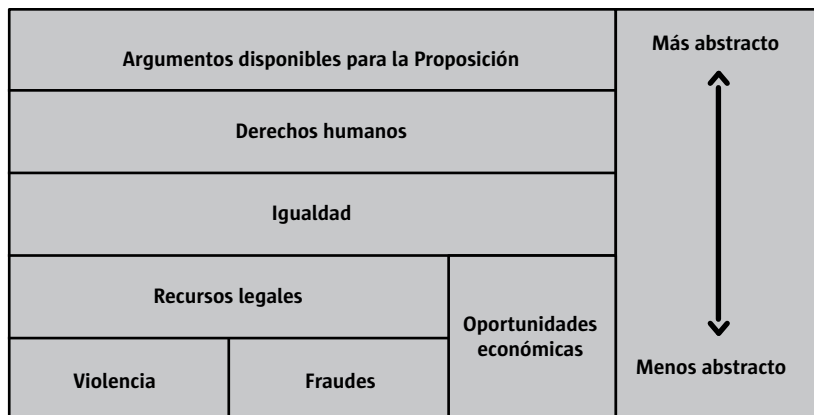 Argumentos disponibles para la Proposición
Más abstracto
Derechos humanos
Igualdad
Recursos legales
Oportunidades
económicas
Violencia
Fraudes
Menos abstracto